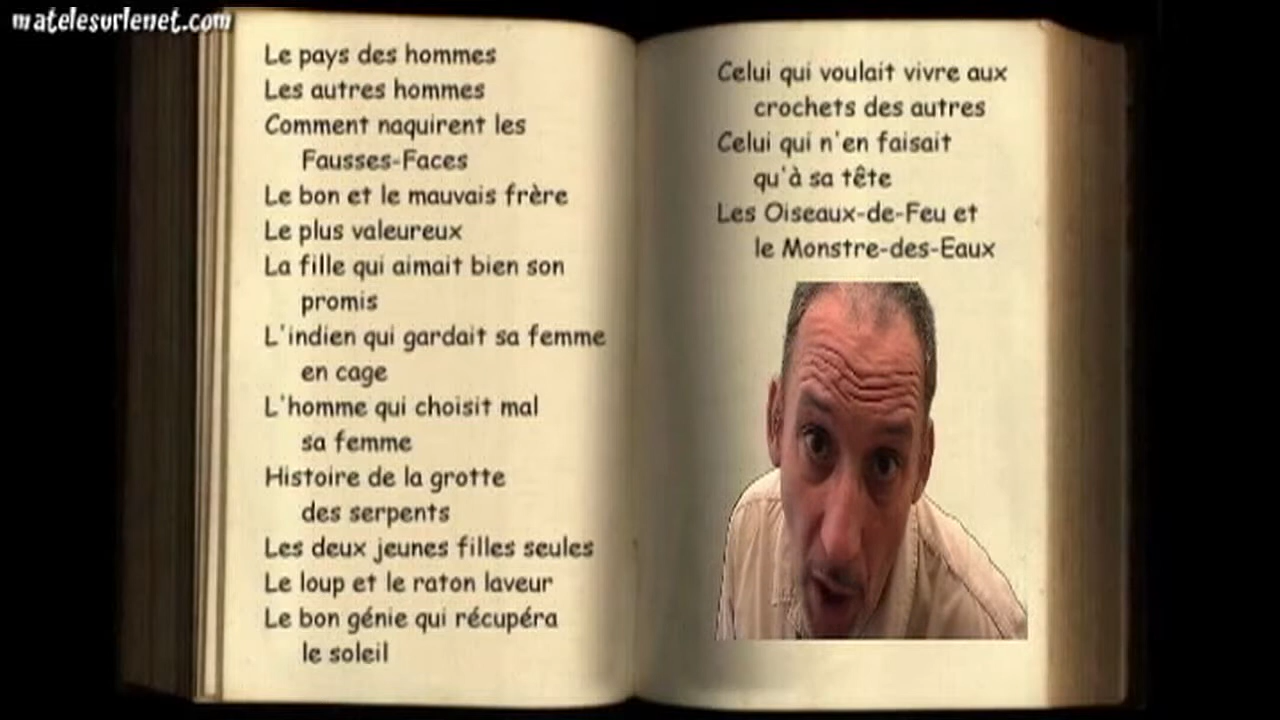 matelesurlenet.com
Le pays des hommes
Les autres hommes
Comment naquirent les
Fausses-Faces
Le bon et le mauvais frère
Le plus valeureux
La fille qui aimait bien son
promis
L'indien qui gardait sa femme
en cage
L'homme qui choisit mal
sa femme
Histoire de la grotte
des serpents
Les deux jeunes filles seules
Le loup et le raton laveur
Le bon génie qui récupéra
le soleil
Celui qui voulait vivre aux
crochets des autres
Celui qui n'en faisait
qu'à sa tête
Les Oiseaux-de-Feu et
le Monstre-des-Eaux